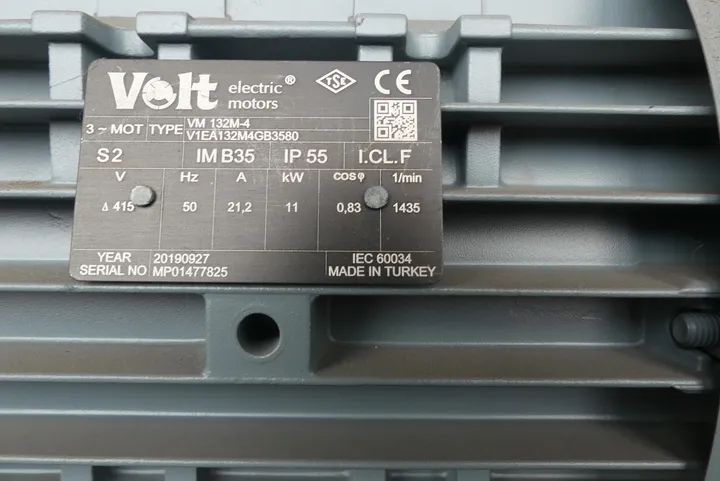 Volt electric motors ®
TSE CE
3 ~ MOT TYPE VM 132M-4
V1EA132M4GB3580
S2 IM B35 IP 55 I.CL.F
V Hz A kW cosφ 1/min
Δ 415 50 21,2 11 0,83 1435
YEAR 20190927 IEC 60034
SERIAL NO MP01477825 MADE IN TURKEY